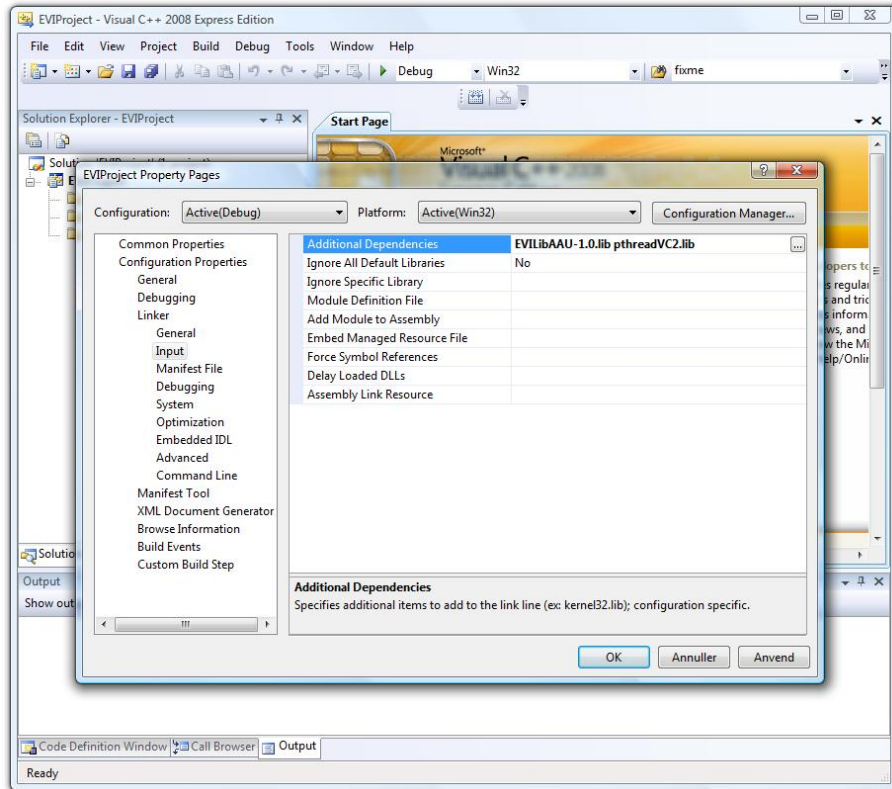 EVIProject - Visual C++ 2008 Express Edition
File Edit View Project Build Debug Tools Window Help
Debug Win32 fixme
Solution Explorer - EVIProject
Start Page
Microsoft
Visual C++ 2008
EVIProject Property Pages
Configuration: Active(Debug) Platform: Active(Win32) Configuration Manager...
Common Properties
Configuration Properties
General
Debugging
Linker
General
Input
Manifest File
Debugging
System
Optimization
Embedded IDL
Advanced
Command Line
Manifest Tool
XML Document Generator
Browse Information
Build Events
Custom Build Step
Additional Dependencies EVILibAAU-1.0.lib pthreadVC2.lib ...
Ignore All Default Libraries No
Ignore Specific Library
Module Definition File
Add Module to Assembly
Embed Managed Resource File
Force Symbol References
Delay Loaded DLLs
Assembly Link Resource
Additional Dependencies
Specifies additional items to add to the link line (ex: kernel32.lib); configuration specific.
OK Annuller Anvend
Output
Show out
Code Definition Window Call Browser Output
Ready